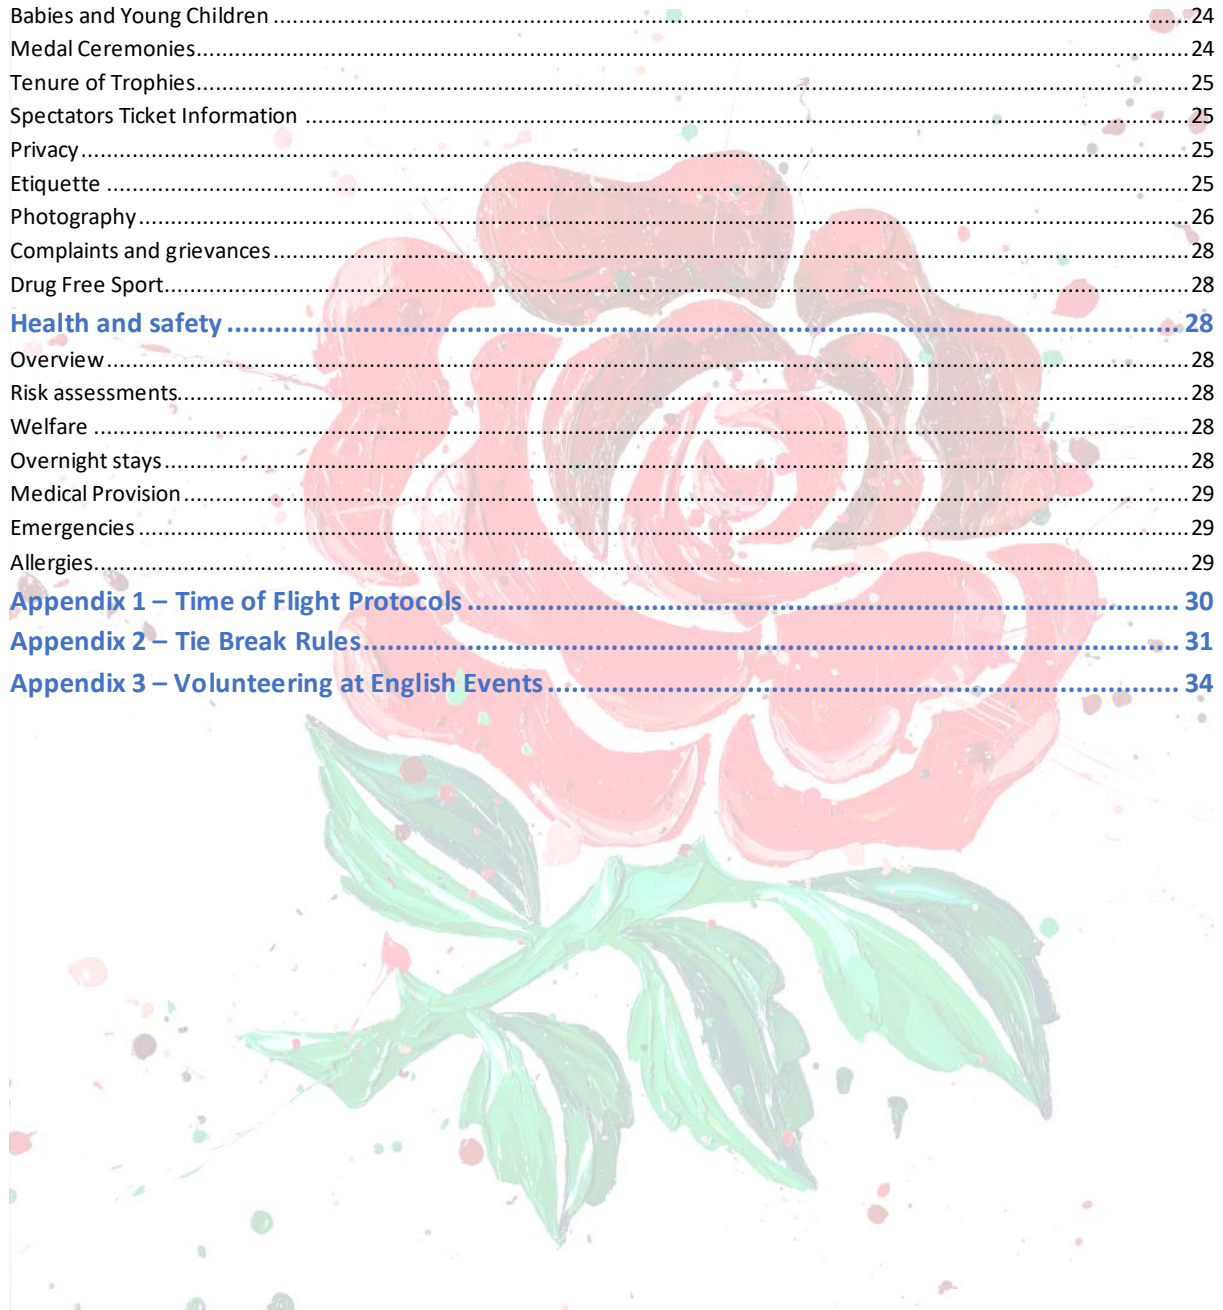 Babies and Young Children ........................ 24
Medal Ceremonies........................ 24
Tenure of Trophies........................ 25
Spectators Ticket Information ........................ 25
Privacy........................ 25
Etiquette ........................ 25
Photography........................ 26
Complaints and grievances........................ 28
Drug Free Sport........................ 28
Health and safety ........................ 28
Overview........................ 28
Risk assessments........................ 28
Welfare ........................ 28
Overnight stays........................ 28
Medical Provision........................ 29
Emergencies ........................ 29
Allergies........................ 29
Appendix 1 – Time of Flight Protocols ........................ 30
Appendix 2 – Tie Break Rules........................ 31
Appendix 3 – Volunteering at English Events ........................ 34